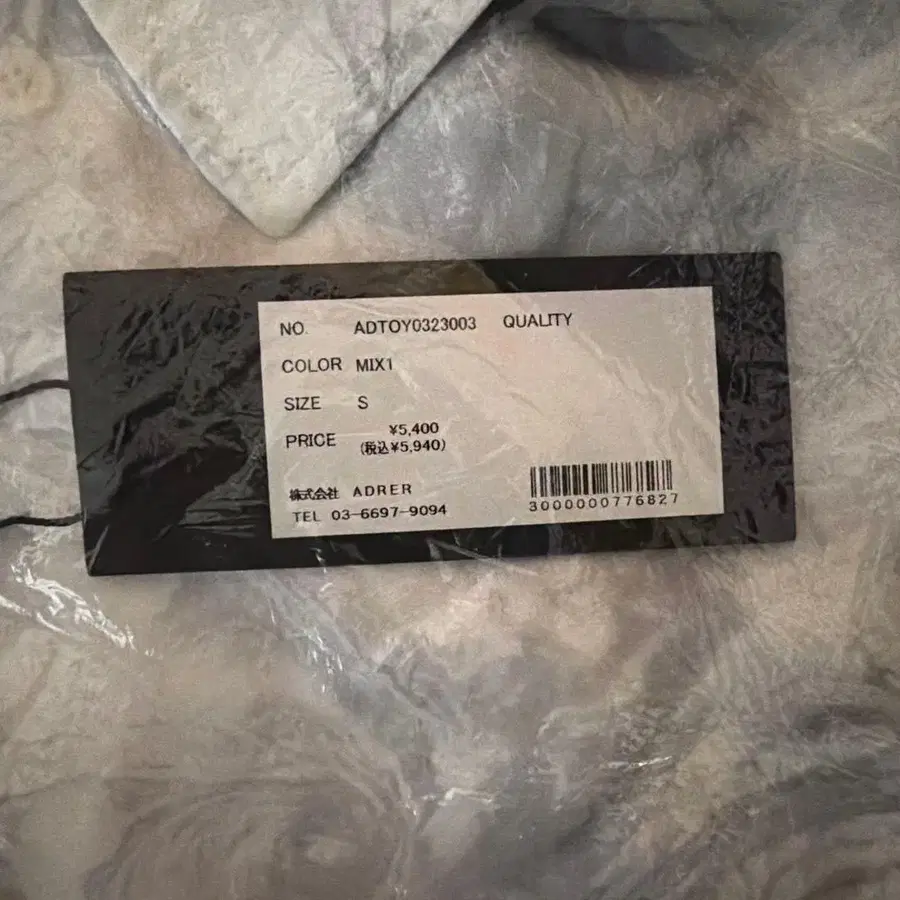 NO. ADTOY0323003 QUALITY
COLOR MIX1
SIZE S
PRICE ¥5,400
(税込¥5,940)
株式会社 ADRER
TEL 03-6697-9094
3000000776827